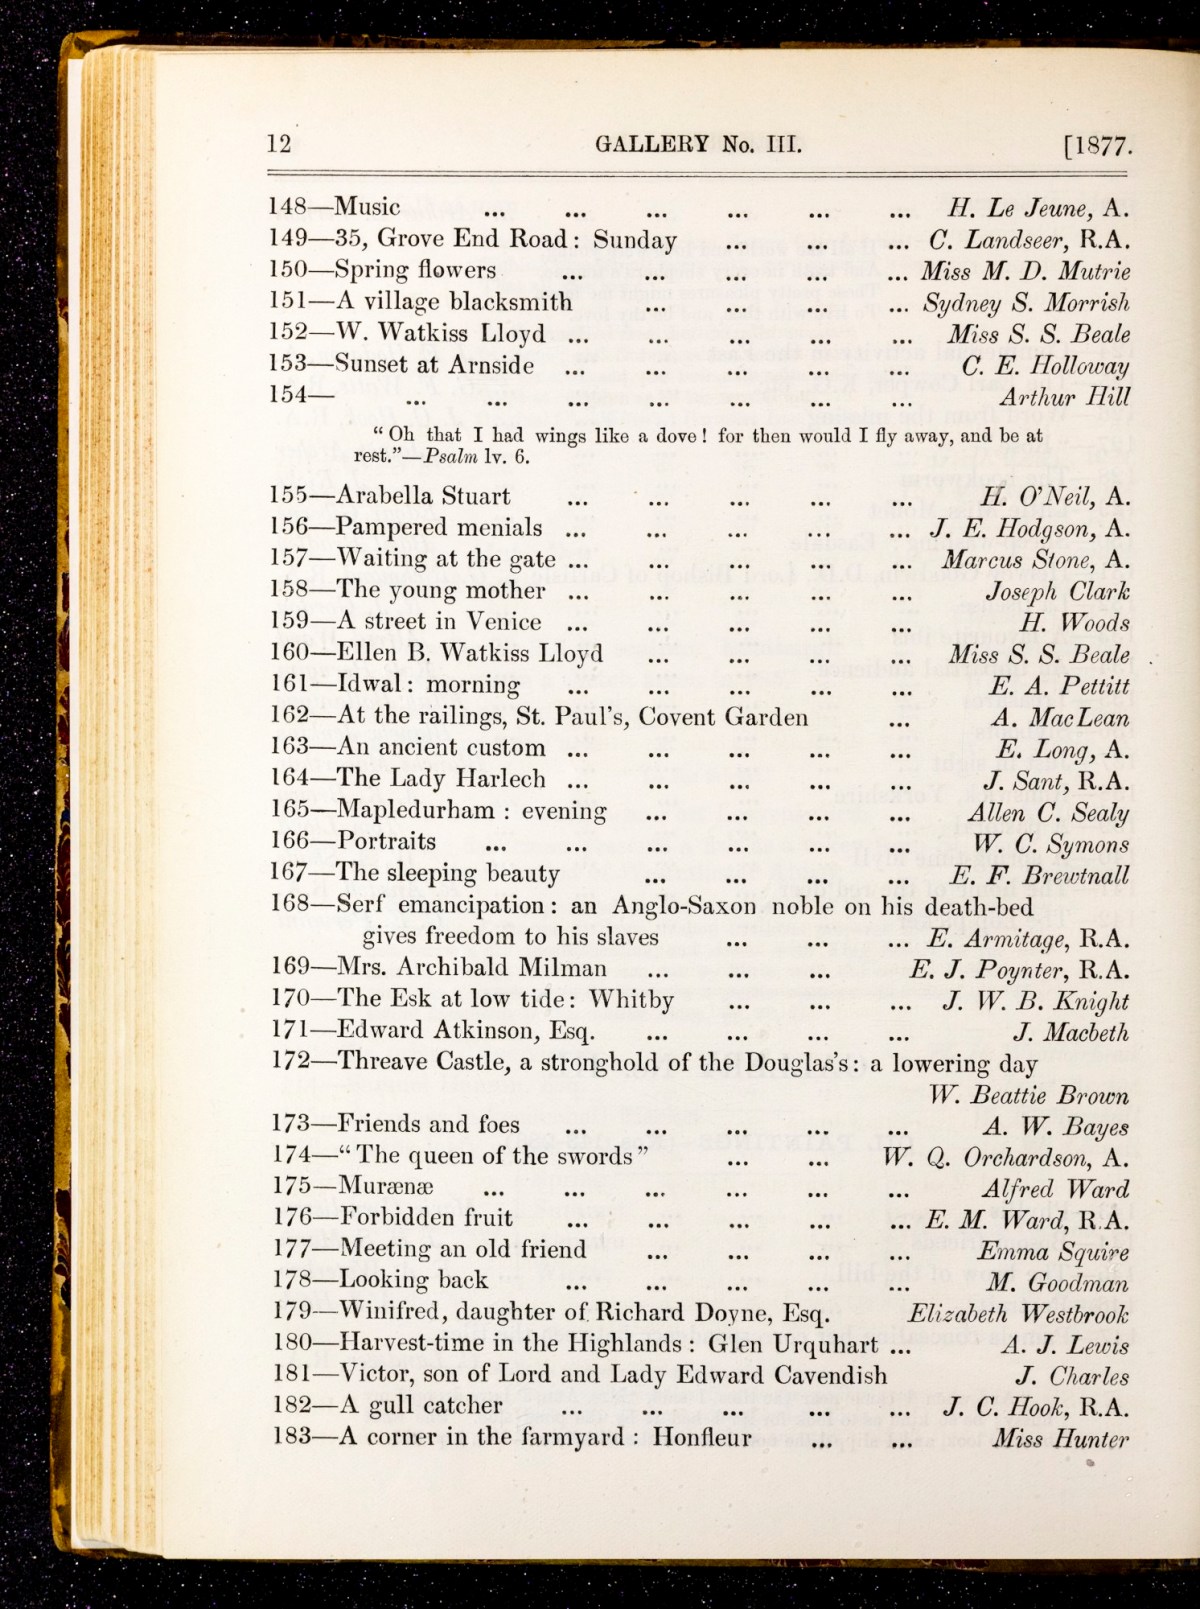 12 GALLERY No. III. [1877.
148—Music ... ... ... ... ... ... H. Le Jeune, A.
149—35, Grove End Road: Sunday ... ... ... C. Landseer, R.A.
150—Spring flowers ... ... ... ... ... Miss M. D. Mutrie
151—A village blacksmith ... ... ... ... Sydney S. Morrish
152—W. Watkiss Lloyd ... ... ... ... ... Miss S. S. Beale
153—Sunset at Arnside ... ... ... ... ... C. E. Holloway
154— ... ... ... ... ... ... ... Arthur Hill
“Oh that I had wings like a dove! for then would I fly away, and be at
rest.”—Psalm lv. 6.
155—Arabella Stuart ... ... ... ... ... H. O'Neil, A.
156—Pampered menials ... ... ... ... ... J. E. Hodgson, A.
157—Waiting at the gate ... ... ... ... ... Marcus Stone, A.
158—The young mother ... ... ... ... ... Joseph Clark
159—A street in Venice ... ... ... ... ... H. Woods
160—Ellen B. Watkiss Lloyd ... ... ... ... Miss S. S. Beale
161—Idwal: morning ... ... ... ... ... E. A. Pettitt
162—At the railings, St. Paul's, Covent Garden ... A. MacLean
163—An ancient custom ... ... ... ... ... E. Long, A.
164—The Lady Harlech ... ... ... ... ... J. Sant, R.A.
165—Mapledurham : evening ... ... ... ... Allen C. Sealy
166—Portraits ... ... ... ... ... ... W. C. Symons
167—The sleeping beauty ... ... ... ... E. F. Brewtnall
168—Serf emancipation: an Anglo-Saxon noble on his death-bed
gives freedom to his slaves ... ... ... E. Armitage, R.A.
169—Mrs. Archibald Milman ... ... ... E. J. Poynter, R.A.
170—The Esk at low tide: Whitby ... ... ... J. W. B. Knight
171—Edward Atkinson, Esq. ... ... ... ... J. Macbeth
172—Threave Castle, a stronghold of the Douglas's: a lowering day
W. Beattie Brown
173—Friends and foes ... ... ... ... ... A. W. Bayes
174—“The queen of the swords” ... ... W. Q. Orchardson, A.
175—Murænæ ... ... ... ... ... ... Alfred Ward
176—Forbidden fruit ... ... ... ... ... E. M. Ward, R.A.
177—Meeting an old friend ... ... ... ... Emma Squire
178—Looking back ... ... ... ... ... M. Goodman
179—Winifred, daughter of Richard Doyne, Esq. Elizabeth Westbrook
180—Harvest-time in the Highlands : Glen Urquhart ... A. J. Lewis
181—Victor, son of Lord and Lady Edward Cavendish J. Charles
182—A gull catcher ... ... ... ... ... J. C. Hook, R.A.
183—A corner in the farmyard : Honfleur ... ... Miss Hunter